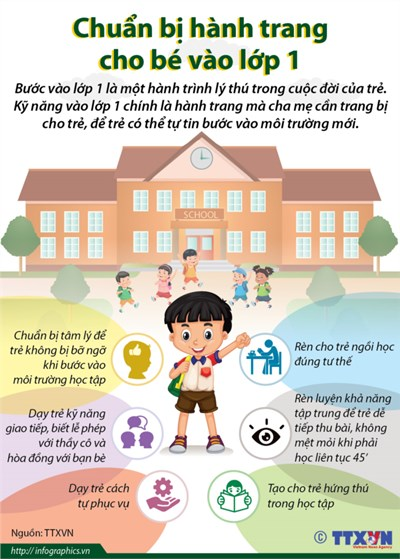 Chuẩn bị hành trang
cho bé vào lớp 1
Bước vào lớp 1 là một hành trình lý thú trong cuộc đời của trẻ.
Kỹ năng vào lớp 1 chính là hành trang mà cha mẹ cần trang bị
cho trẻ, để trẻ có thể tự tin bước vào môi trường mới.
SCHOOL
Chuẩn bị tâm lý để
trẻ không bị bỡ ngỡ
khi bước vào
môi trường học tập
Rèn cho trẻ ngồi học
đúng tư thế
Dạy trẻ kỹ năng
giao tiếp, biết lễ phép
với thầy cô và
hòa đồng với bạn bè
Rèn luyện khả năng
tập trung để trẻ dễ
tiếp thu bài, không
mệt mỏi khi phải
học liên tục 45’
Dạy trẻ cách
tự phục vụ
Tạo cho trẻ hứng thú
trong học tập
Nguồn: TTXVN
http:// infographics.vn
© TTXVN
Vietnam News Agency